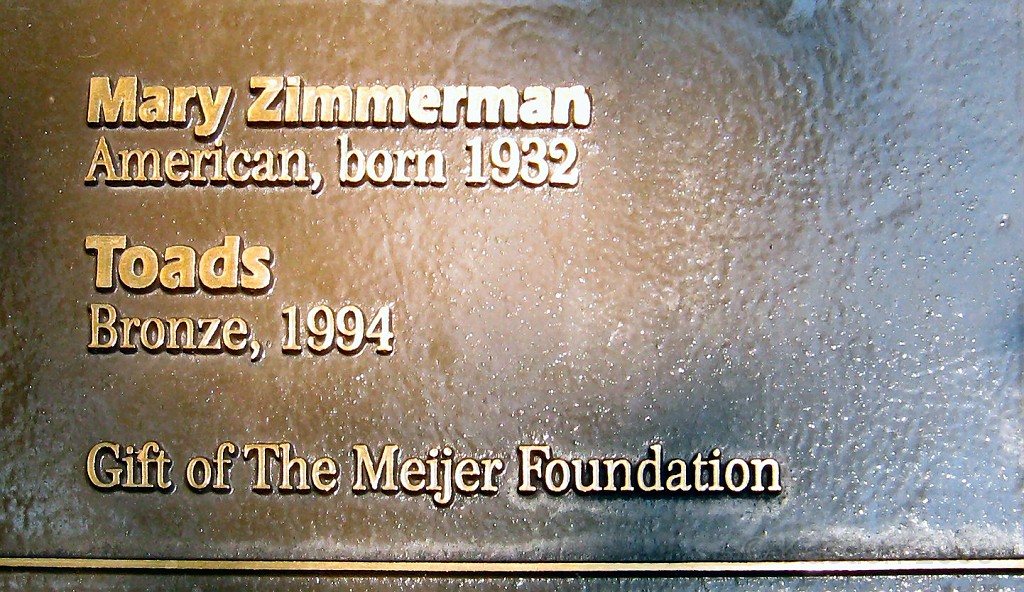 Mary Zimmerman
American, born 1932
Toads
Bronze, 1994
Gift of The Meijer Foundation